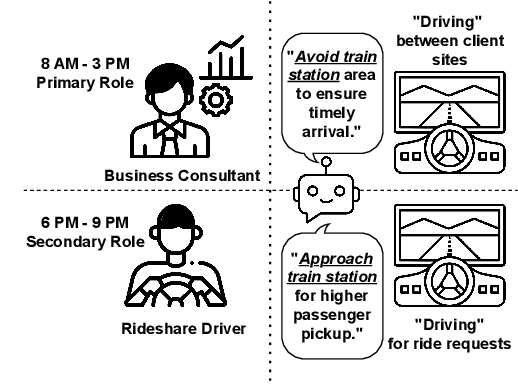 8 AM - 3 PM
Primary Role
Business Consultant
"Avoid train
station area
to ensure
timely
arrival."
"Driving"
between client
sites
6 PM - 9 PM
Secondary Role
Rideshare Driver
"Approach
train station
for higher
passenger
pickup."
"Driving"
for ride requests